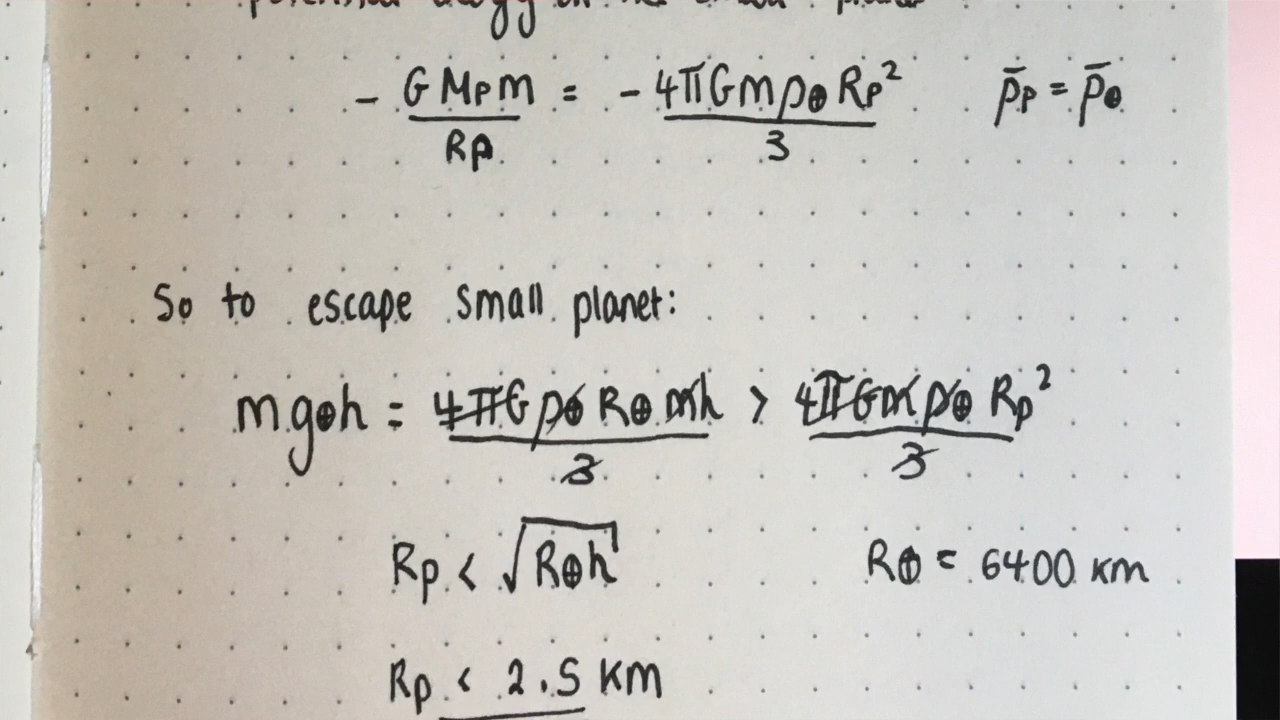 - GMpm/Rp = - 4πGmρ⊕Rp²/3 ρ̄p = ρ̄⊕
So to escape small planet:
mg⊕h = 4πGρ⊕R⊕mh/3 > 4πGmρ⊕Rp²/3
Rp < √R⊕h R⊕ = 6400 km
Rp < 2.5 km